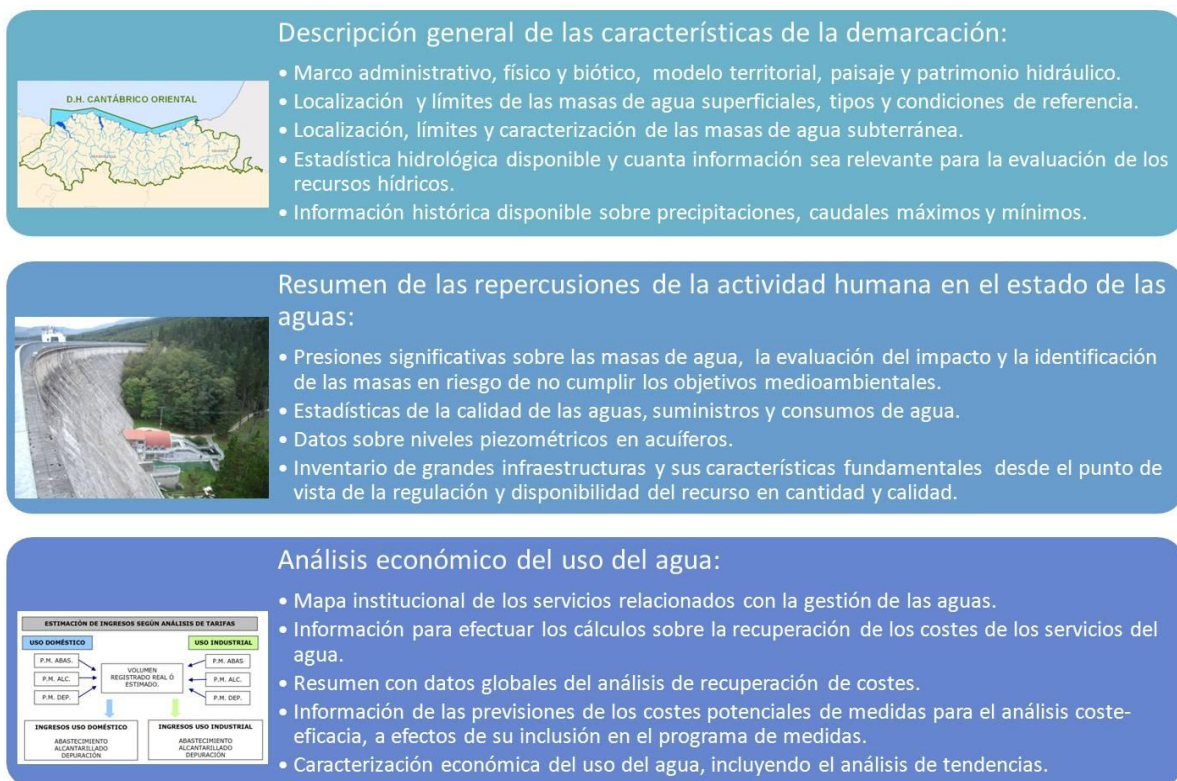 Descripción general de las características de la demarcación:
D.H. CANTÁBRICO ORIENTAL
• Marco administrativo, físico y biótico, modelo territorial, paisaje y patrimonio hidráulico.
• Localización y límites de las masas de agua superficiales, tipos y condiciones de referencia.
• Localización, límites y caracterización de las masas de agua subterránea.
• Estadística hidrológica disponible y cuanta información sea relevante para la evaluación de los
recursos hídricos.
• Información histórica disponible sobre precipitaciones, caudales máximos y mínimos.
Resumen de las repercusiones de la actividad humana en el estado de las
aguas:
• Presiones significativas sobre las masas de agua, la evaluación del impacto y la identificación
de las masas en riesgo de no cumplir los objetivos medioambientales.
• Estadísticas de la calidad de las aguas, suministros y consumos de agua.
• Datos sobre niveles piezométricos en acuíferos.
• Inventario de grandes infraestructuras y sus características fundamentales desde el punto de
vista de la regulación y disponibilidad del recurso en cantidad y calidad.
Análisis económico del uso del agua:
• Mapa institucional de los servicios relacionados con la gestión de las aguas.
• Información para efectuar los cálculos sobre la recuperación de los costes de los servicios del
agua.
• Resumen con datos globales del análisis de recuperación de costes.
• Información de las previsiones de los costes potenciales de medidas para el análisis coste-
eficacia, a efectos de su inclusión en el programa de medidas.
• Caracterización económica del uso del agua, incluyendo el análisis de tendencias.
ESTIMACIÓN DE INGRESOS SEGÚN ANÁLISIS DE TARIFAS
USO DOMÉSTICO
USO INDUSTRIAL
P.M. ABAS.
P.M. ALC.
P.M. DEP.
VOLUMEN
REGISTRADO REAL Ó
ESTIMADO.
P.M. ABAS
P.M. ALC.
P.M. DEP.
INGRESOS USO DOMÉSTICO
ABASTECIMIENTO
ALCANTARILLADO
DEPURACIÓN
INGRESOS USO INDUSTRIAL
ABASTECIMIENTO
ALCANTARILLADO
DEPURACIÓN